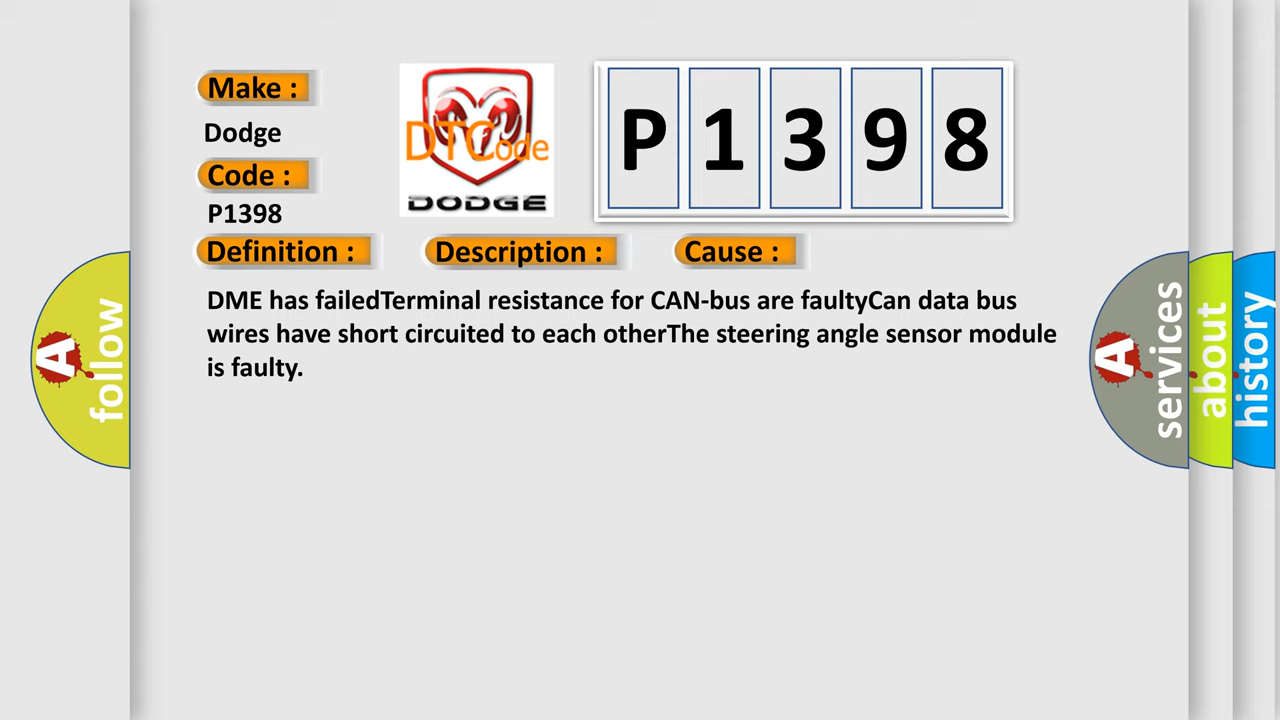 Make :
Dodge
Code :
P1398
DTCode
DODGE
P 1 3 9 8
Definition : Description : Cause :
DME has failedTerminal resistance for CAN-bus are faultyCan data bus
wires have short circuited to each otherThe steering angle sensor module
is faulty.
A follow
A services
about
history